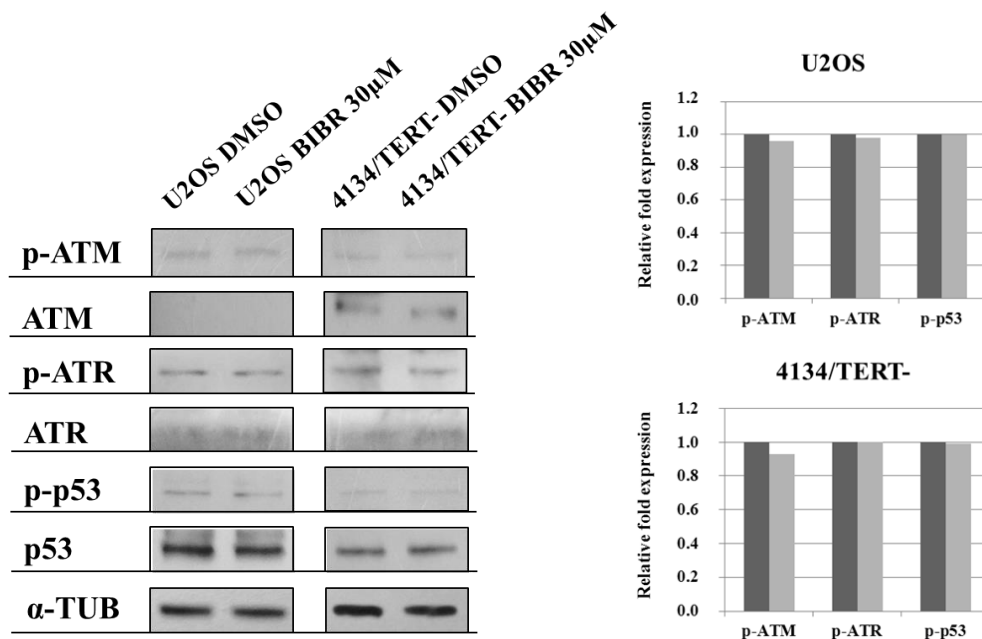 U2OS DMSO
U2OS BIBR 30µM
4134/TERT- DMSO
4134/TERT- BIBR 30µM
p-ATM
ATM
p-ATR
ATR
p-p53
p53
α-TUB
U2OS
Relative fold expression
1.2
1.0
0.8
0.6
0.4
0.2
0.0
p-ATM p-ATR p-p53
4134/TERT-
Relative fold expression
1.2
1.0
0.8
0.6
0.4
0.2
0.0
p-ATM p-ATR p-p53